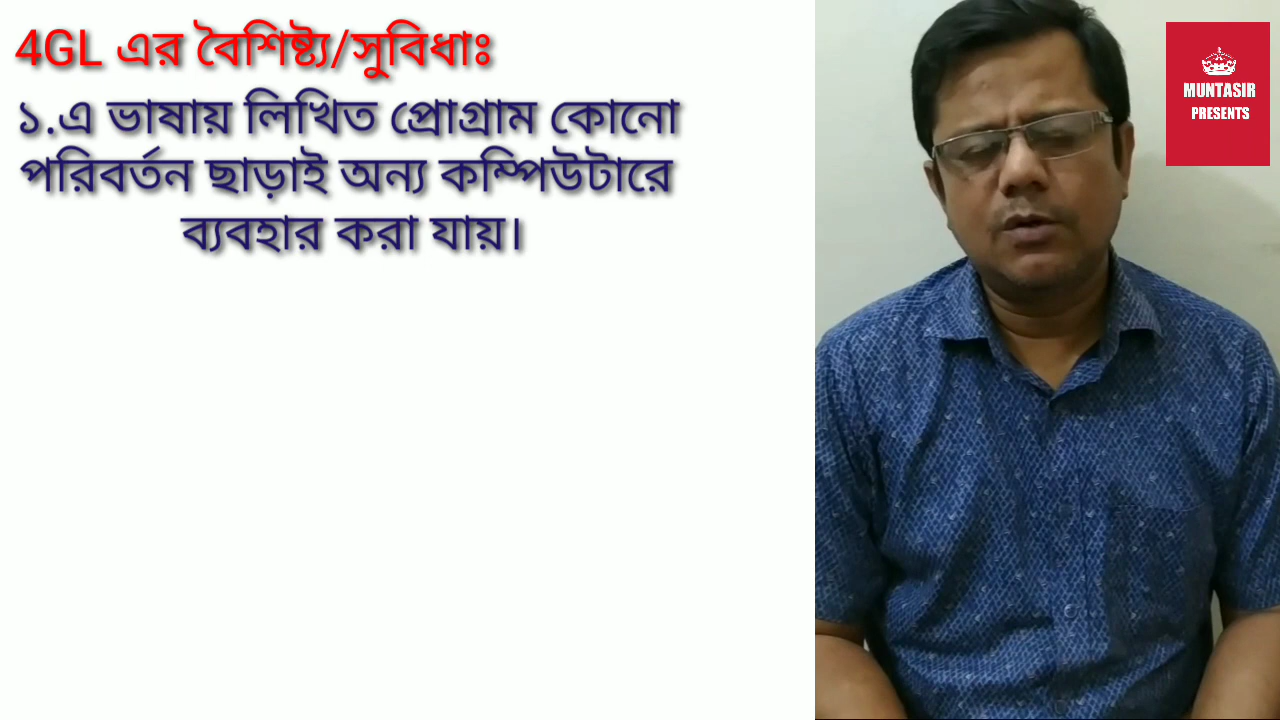 4GL এর বৈশিষ্ট্য/সুবিধাঃ
১.এ ভাষায় লিখিত প্রোগ্রাম কোনো
পরিবর্তন ছাড়াই অন্য কম্পিউটারে
ব্যবহার করা যায়।
MUNTASIR
PRESENTS